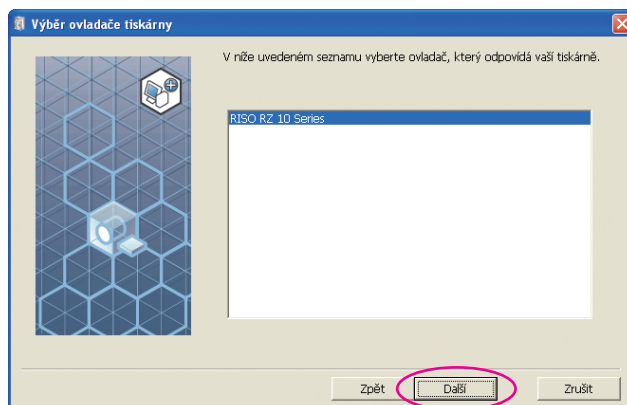 Výběr ovladače tiskárny
V níže uvedeném seznamu vyberte ovladač, který odpovídá vaší tiskárně.
RISO RZ 10 Series
Zpět
Další
Zrušit